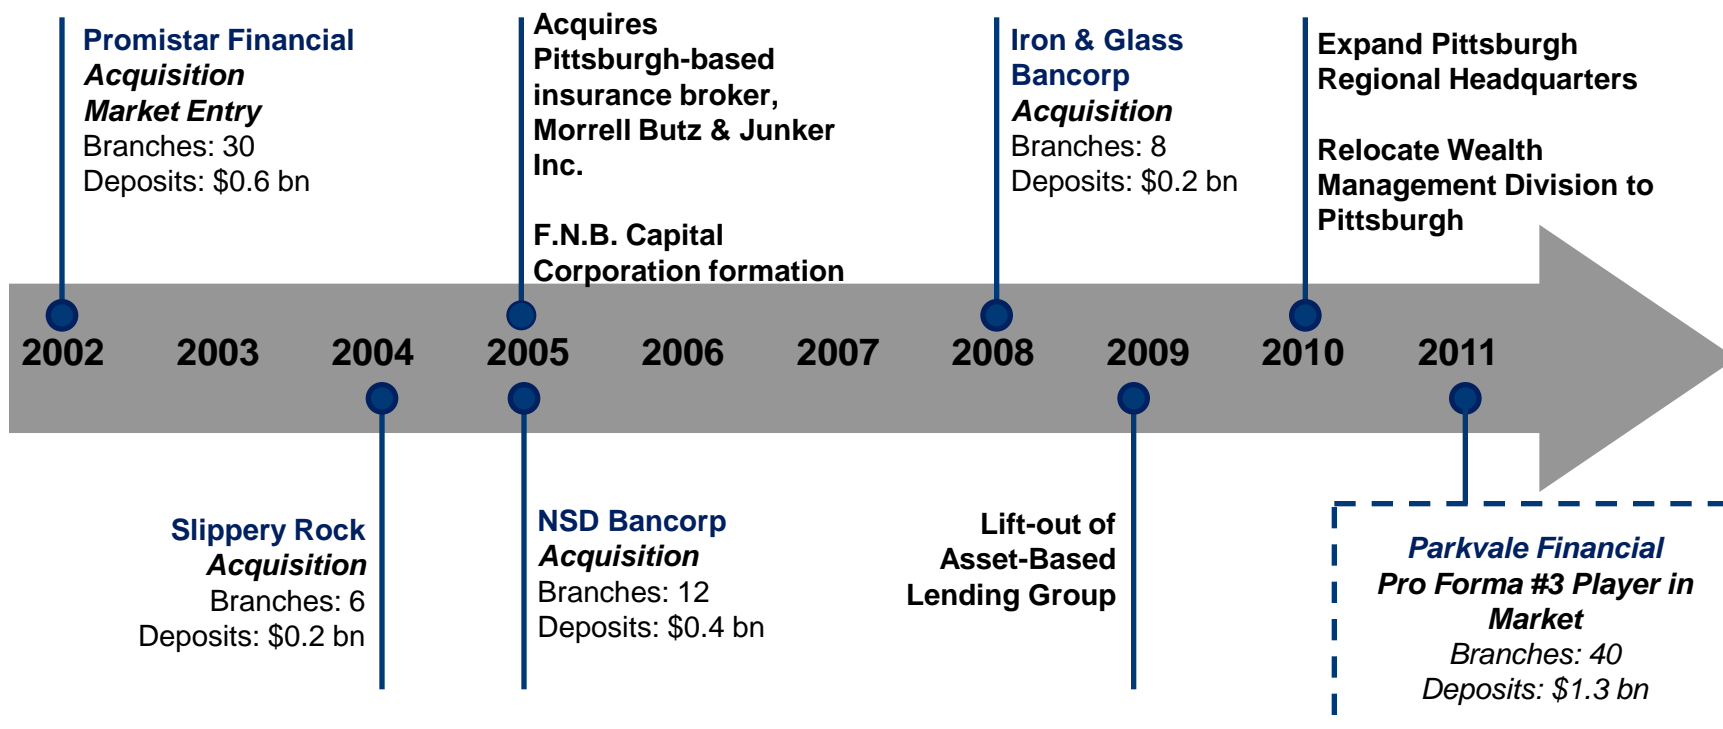 Promistar Financial
Acquisition
Market Entry
Branches: 30
Deposits: $0.6 bn
Acquires
Pittsburgh-based
insurance broker,
Morrell Butz & Junker
Inc.
F.N.B. Capital
Corporation formation
Iron & Glass
Bancorp
Acquisition
Branches: 8
Deposits: $0.2 bn
Expand Pittsburgh
Regional Headquarters
Relocate Wealth
Management Division to
Pittsburgh
2002 2003 2004 2005 2006 2007 2008 2009 2010 2011
Slippery Rock
Acquisition
Branches: 6
Deposits: $0.2 bn
NSD Bancorp
Acquisition
Branches: 12
Deposits: $0.4 bn
Lift-out of
Asset-Based
Lending Group
Parkvale Financial
Pro Forma #3 Player in
Market
Branches: 40
Deposits: $1.3 bn